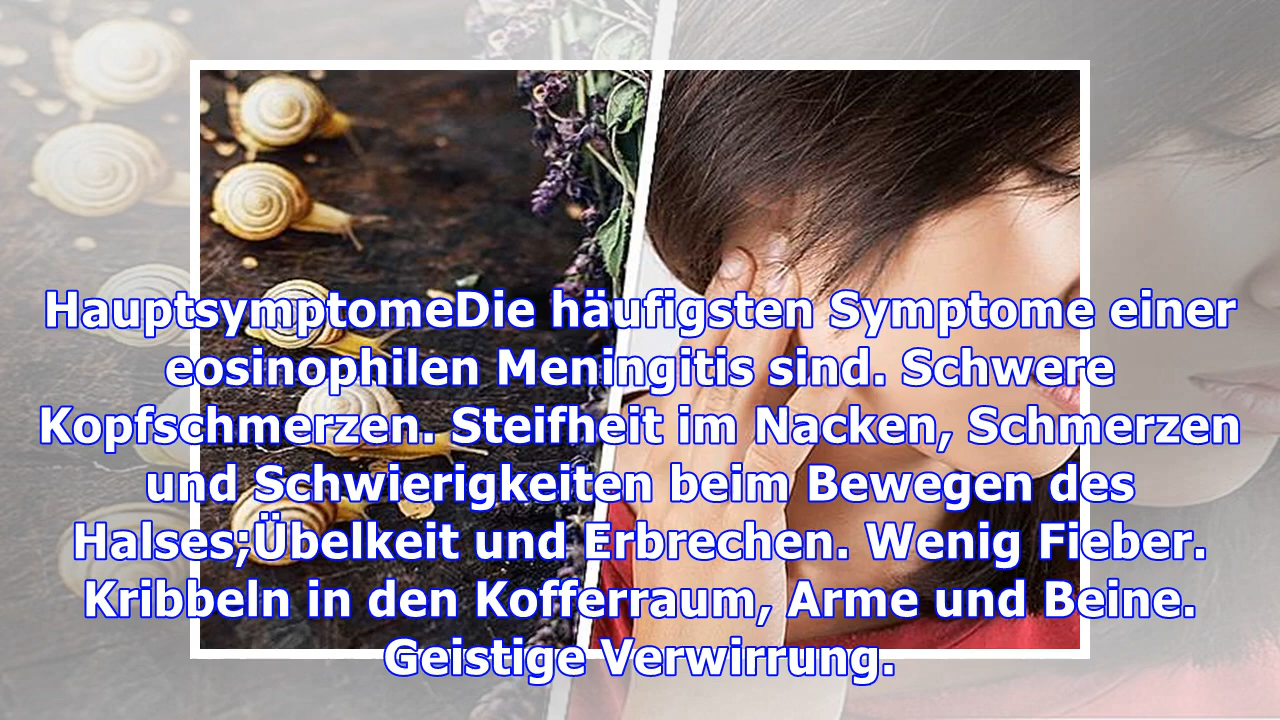 HauptsymptomeDie häufigsten Symptome einer
eosinophilen Meningitis sind. Schwere
Kopfschmerzen. Steifheit im Nacken, Schmerzen
und Schwierigkeiten beim Bewegen des
Halses;Übelkeit und Erbrechen. Wenig Fieber.
Kribbeln in den Kofferraum, Arme und Beine.
Geistige Verwirrung.